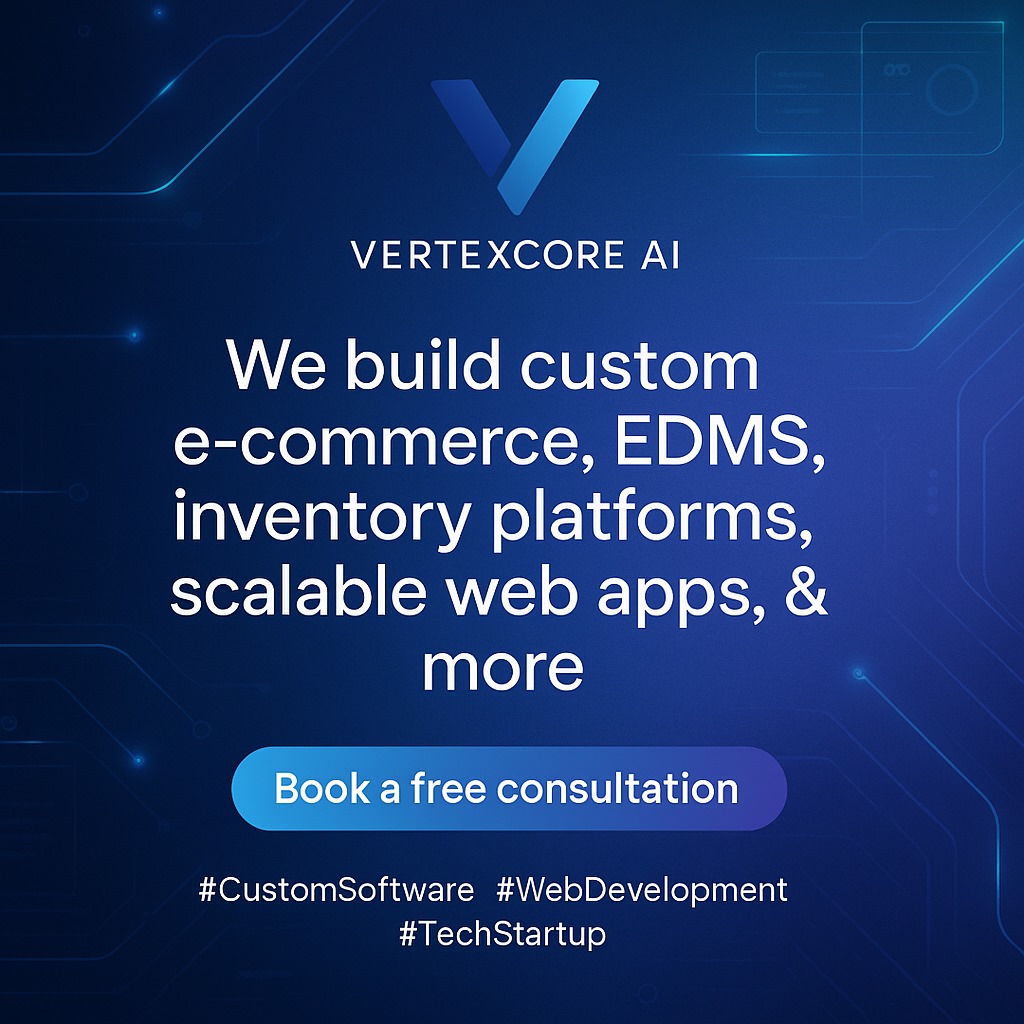 VERTEXCORE AI
We build custom
e-commerce, EDMS,
inventory platforms,
scalable web apps, &
more
Book a free consultation
#CustomSoftware #WebDevelopment
#TechStartup